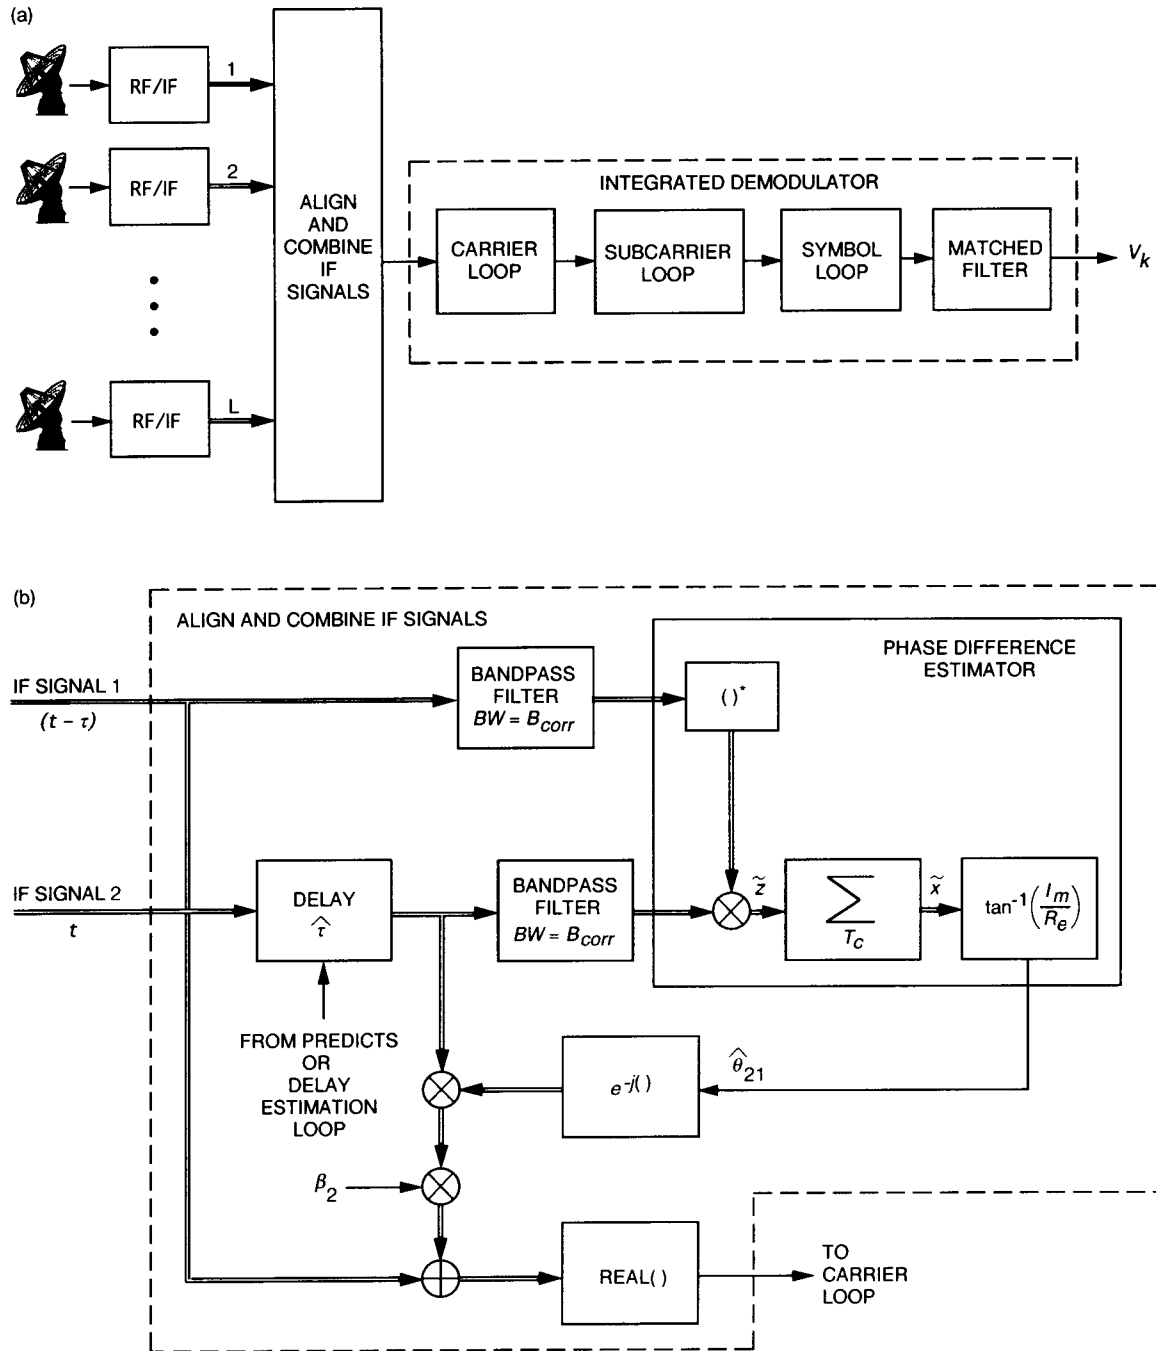 (a)
RF/IF
1
RF/IF
2
RF/IF
L
ALIGN
AND
COMBINE
IF
SIGNALS
INTEGRATED DEMODULATOR
CARRIER
LOOP
SUBCARRIER
LOOP
SYMBOL
LOOP
MATCHED
FILTER
V_k
(b)
ALIGN AND COMBINE IF SIGNALS
PHASE DIFFERENCE
ESTIMATOR
IF SIGNAL 1
(t – τ)
BANDPASS
FILTER
BW = B_corr
( )*
IF SIGNAL 2
t
DELAY
τ̂
BANDPASS
FILTER
BW = B_corr
z̃
∑
T_c
x̃
tan⁻¹(I_m/R_e)
FROM PREDICTS
OR
DELAY
ESTIMATION
LOOP
e^-j( )
θ̂₂₁
β₂
REAL( )
TO
CARRIER
LOOP